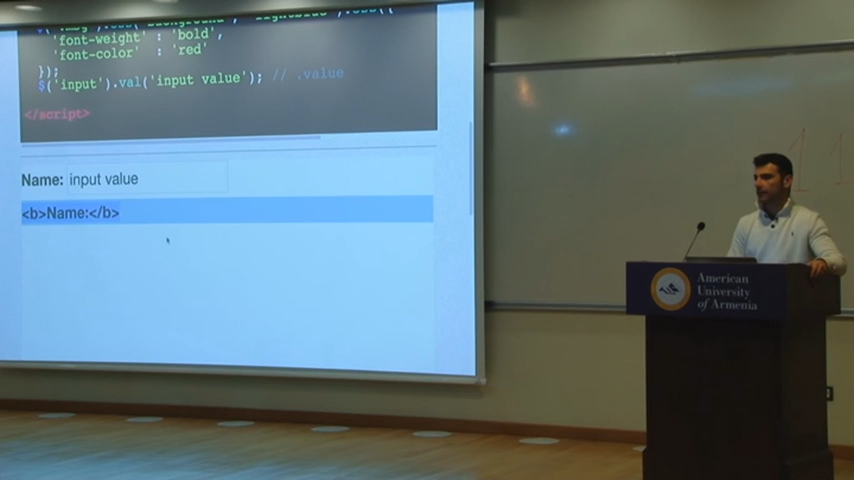 'font-weight' : 'bold',
'font-color' : 'red'
});
$('input').val('input value'); // .value
</script>
Name: input value
<b>Name:</b>
American
University
of Armenia
11